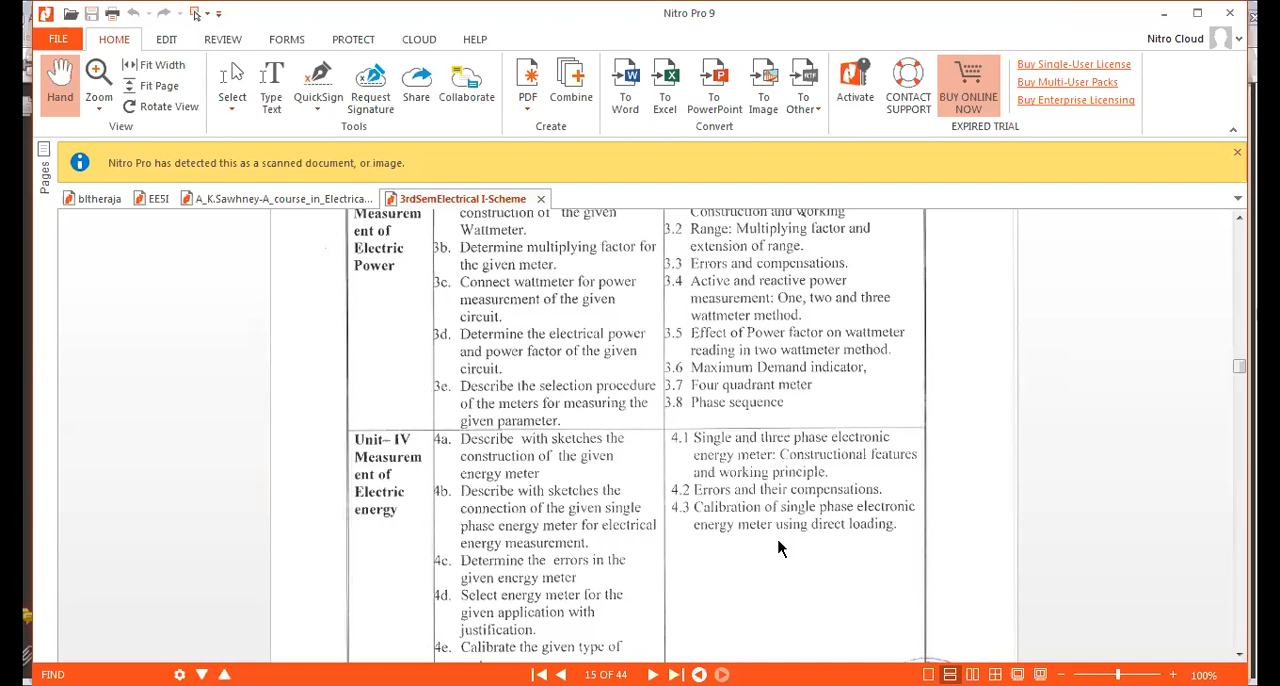 Nitro Pro 9
Nitro Cloud
FILE HOME EDIT REVIEW FORMS PROTECT CLOUD HELP
Hand
Zoom
Fit Width
Fit Page
Rotate View
View
Select
Type Text
QuickSign
Request Signature
Share
Collaborate
Tools
PDF
Combine
Create
To Word
To Excel
To PowerPoint
To Image
To Other
Convert
Activate
CONTACT SUPPORT
BUY ONLINE NOW
Buy Single-User License
Buy Multi-User Packs
Buy Enterprise Licensing
EXPIRED TRIAL
Pages
Nitro Pro has detected this as a scanned document, or image.
bltheraja
EE5I
A_K.Sawhney-A_course_in_Electrica...
3rdSemElectrical I-Scheme
Measurem
ent of
Electric
Power
construction of the given
Wattmeter.
3b. Determine multiplying factor for
the given meter.
3c. Connect wattmeter for power
measurement of the given
circuit.
3d. Determine the electrical power
and power factor of the given
circuit.
3e. Describe the selection procedure
of the meters for measuring the
given parameter.
Construction and working
3.2 Range: Multiplying factor and
extension of range.
3.3 Errors and compensations.
3.4 Active and reactive power
measurement: One, two and three
wattmeter method.
3.5 Effect of Power factor on wattmeter
reading in two wattmeter method.
3.6 Maximum Demand indicator,
3.7 Four quadrant meter
3.8 Phase sequence
Unit– IV
Measurem
ent of
Electric
energy
4a. Describe with sketches the
construction of the given
energy meter
4b. Describe with sketches the
connection of the given single
phase energy meter for electrical
energy measurement.
4c. Determine the errors in the
given energy meter
4d. Select energy meter for the
given application with
justification.
4e. Calibrate the given type of
4.1 Single and three phase electronic
energy meter: Constructional features
and working principle.
4.2 Errors and their compensations.
4.3 Calibration of single phase electronic
energy meter using direct loading.
FIND
15 OF 44
100%